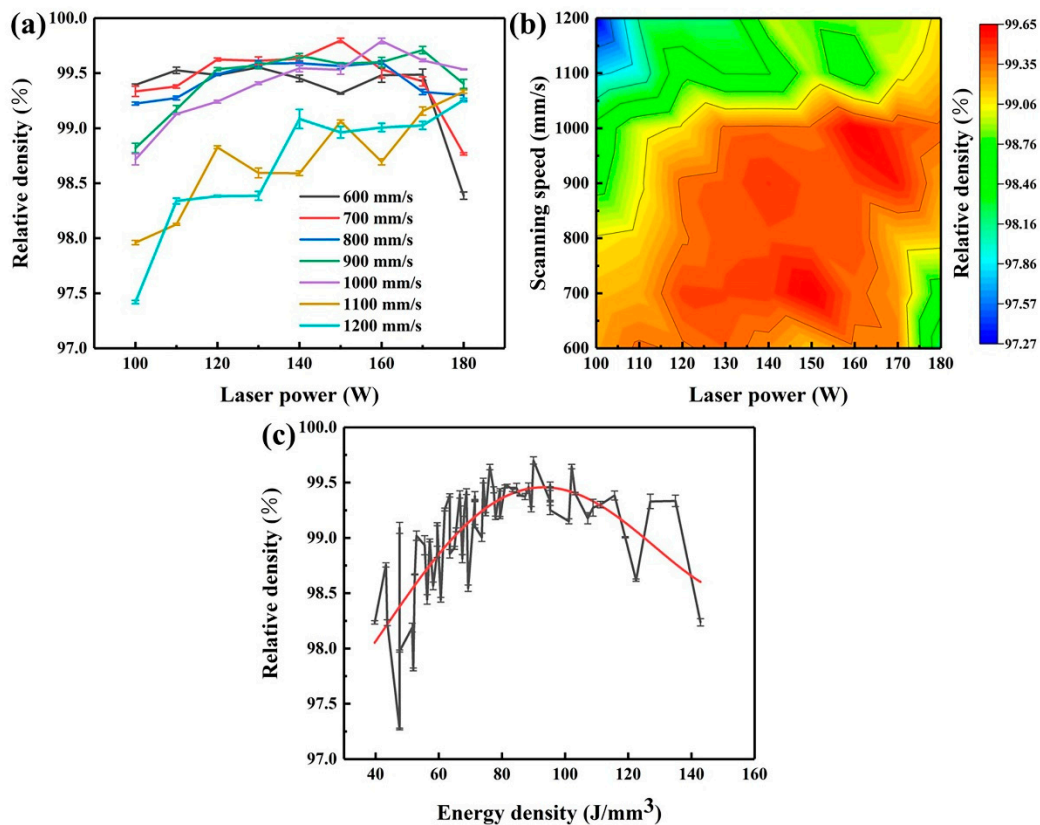 (a)
100.0
99.5
99.0
98.5
98.0
97.5
97.0
Relative density (%)
600 mm/s
700 mm/s
800 mm/s
900 mm/s
1000 mm/s
1100 mm/s
1200 mm/s
100 110 120 130 140 150 160 170 180
Laser power (W)
(b)
1200
1100
1000
900
800
700
600
Scanning speed (mm/s)
100 110 120 130 140 150 160 170 180
Laser power (W)
Relative density (%)
99.65
99.35
99.06
98.76
98.46
98.16
97.86
97.57
97.27
(c)
100.0
99.5
99.0
98.5
98.0
97.5
97.0
Relative density (%)
40 60 80 100 120 140 160
Energy density (J/mm³)